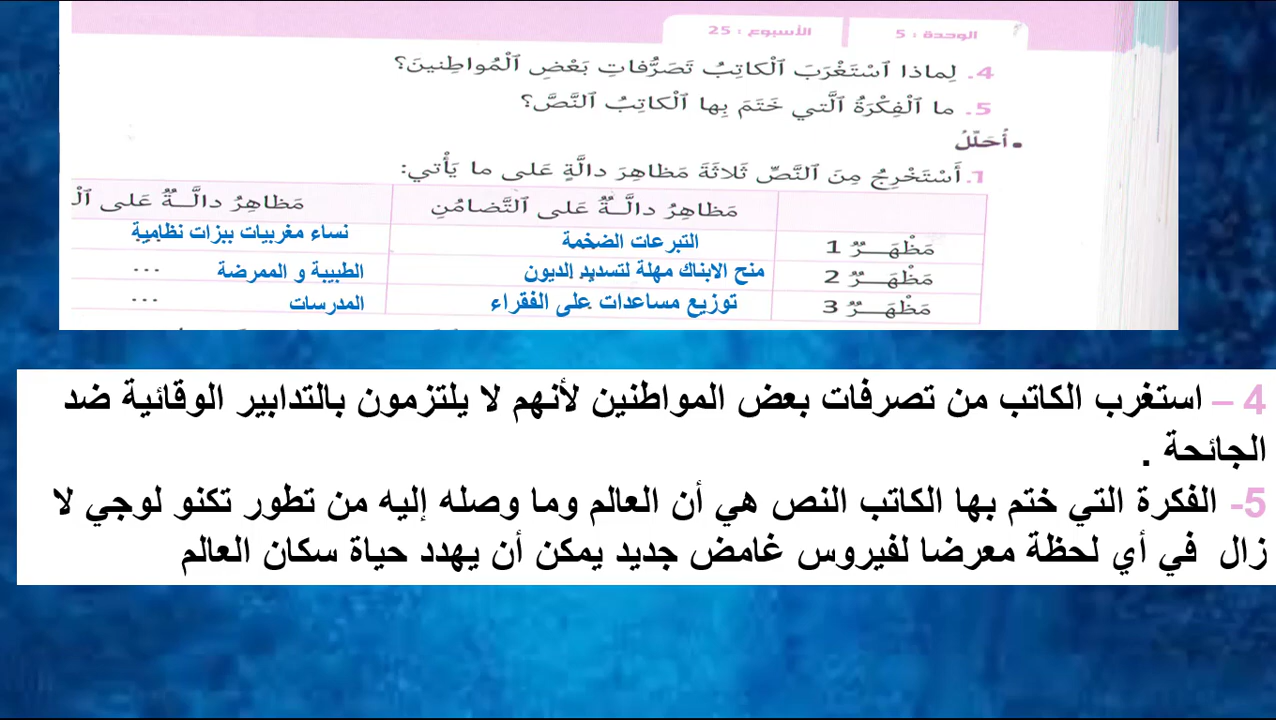 الوحدة : 5
الأسبوع : 25
4. لِماذا ٱسْتَغْرَبَ ٱلْكاتِبُ تَصَرُّفاتِ بَعْضِ ٱلْمُواطِنينَ؟
5. ما ٱلْفِكْرَةُ ٱلَّتي خَتَمَ بِها ٱلْكاتِبُ ٱلنَّصَّ؟
• أُحَلِّلُ
1. أَسْتَخْرِجُ مِنَ ٱلنَّصِّ ثَلاثَةَ مَظاهِرَ دالَّةٍ عَلى ما يَأْتي:
مَظاهِرُ دالَّـةٌ عَلى ٱلتَّضامُنِ مَظاهِرُ دالَّـةٌ عَلى
مَظْهَـــرٌ 1 التبرعات الضخمة نساء مغربيات ببزات نظامية
مَظْهَـــرٌ 2 منح الابناك مهلة لتسديد الديون الطبيبة و الممرضة ...
مَظْهَـــرٌ 3 توزيع مساعدات على الفقراء المدرسات ...
4 – استغرب الكاتب من تصرفات بعض المواطنين لأنهم لا يلتزمون بالتدابير الوقائية ضد
الجائحة .
5- الفكرة التي ختم بها الكاتب النص هي أن العالم وما وصله إليه من تطور تكنو لوجي لا
زال في أي لحظة معرضا لفيروس غامض جديد يمكن أن يهدد حياة سكان العالم